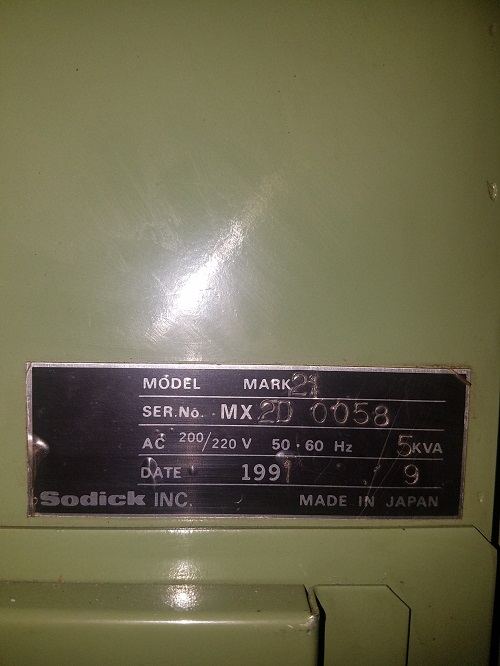 MODEL MARK 21
SER.No. MX 2D 0058
AC 200/220 V 50·60 Hz 5 KVA
DATE 1991 9
Sodick INC. MADE IN JAPAN